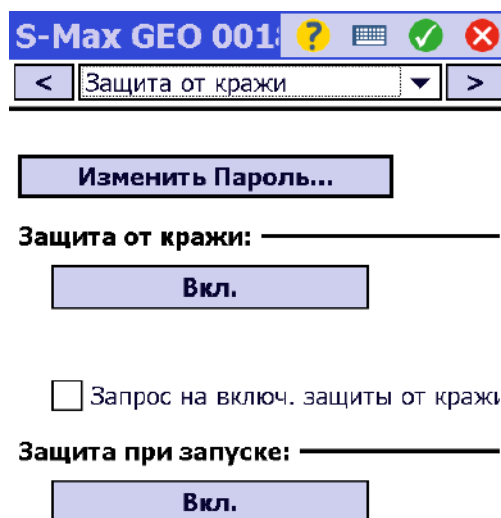 S-Max GEO 001
< Защита от кражи >
Изменить Пароль...
Защита от кражи:
Вкл.
Запрос на включ. защиты от кражи
Защита при запуске:
Вкл.